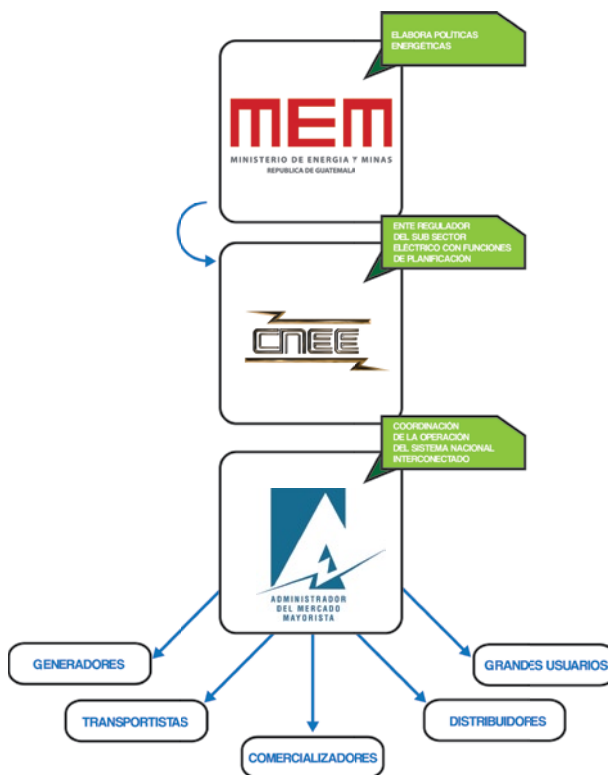 ELABORA POLÍTICAS
ENERGÉTICAS
MEM
MINISTERIO DE ENERGIA Y MINAS
REPUBLICA DE GUATEMALA
ENTE REGULADOR
DEL SUB SECTOR
ELÉCTRICO CON FUNCIONES
DE PLANIFICACIÓN
CNEE
COORDINACIÓN
DE LA OPERACIÓN
DEL SISTEMA NACIONAL
INTERCONECTADO
ADMINISTRADOR
DEL MERCADO
MAYORISTA
GENERADORES
GRANDES USUARIOS
TRANSPORTISTAS
DISTRIBUIDORES
COMERCIALIZADORES